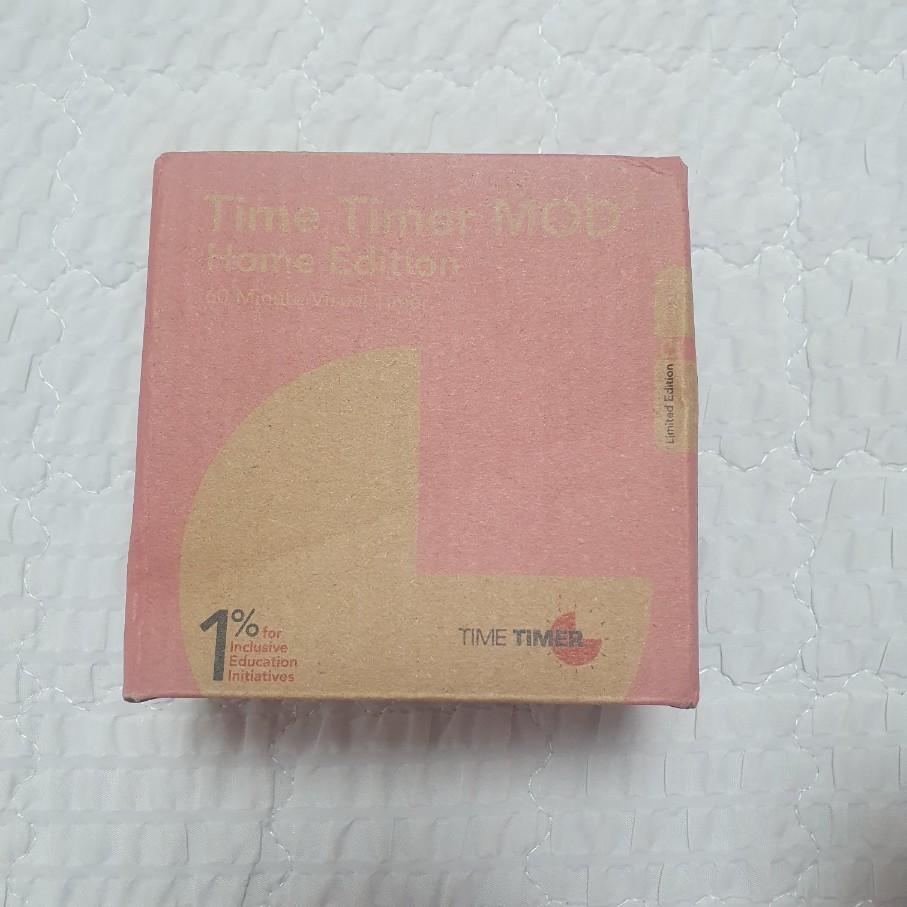 Time Timer MOD
Home Edition
60 Minute Visual Timer
Limited Edition
1% for
Inclusive
Education
Initiatives
TIME TIMER